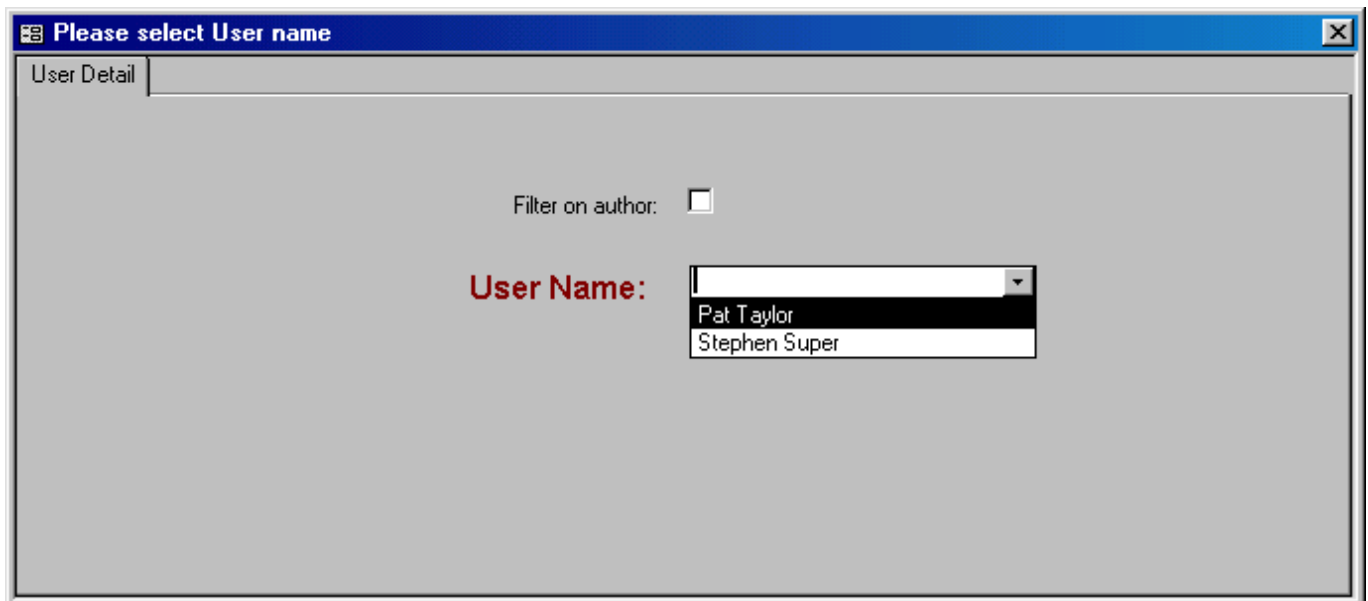 Please select User name
User Detail
Filter on author:
User Name:
Pat Taylor
Stephen Super